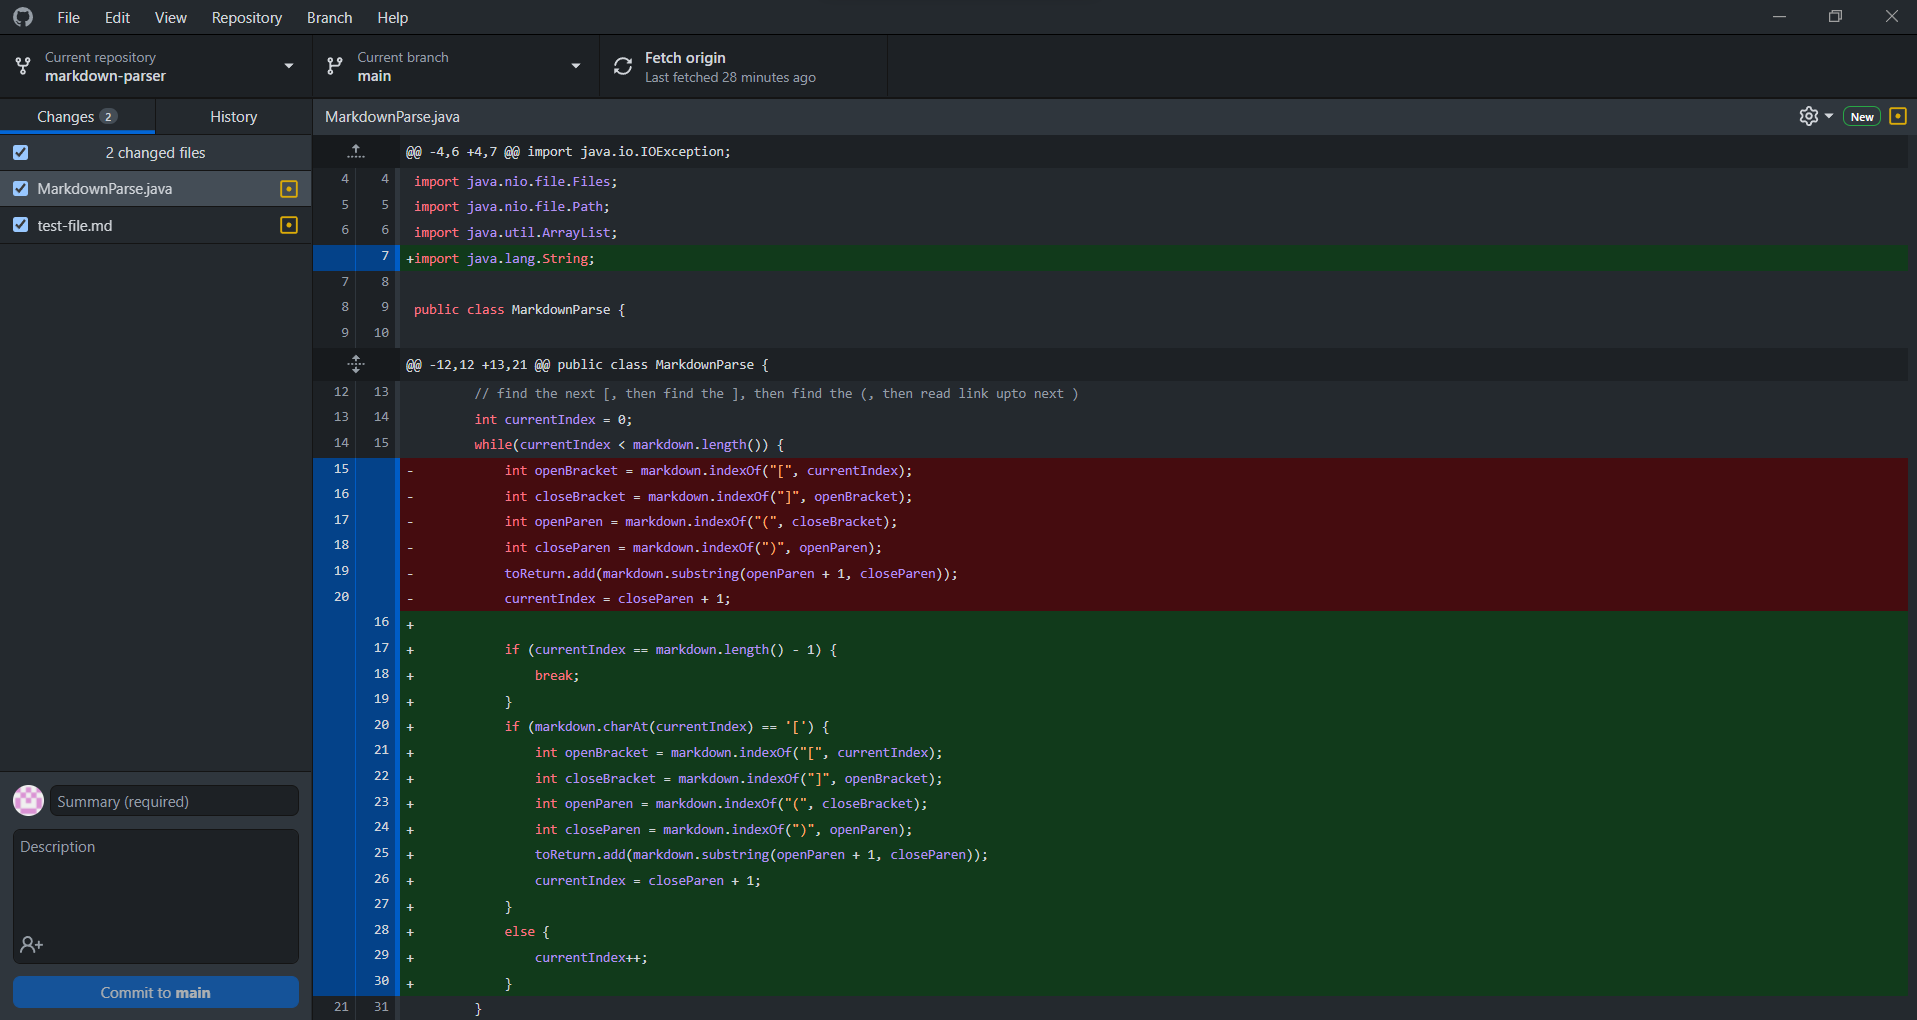 File Edit View Repository Branch Help
Current repository
markdown-parser
Current branch
main
Fetch origin
Last fetched 28 minutes ago
Changes 2
History
2 changed files
MarkdownParse.java
test-file.md
Summary (required)
Description
Commit to main
MarkdownParse.java
New
@@ -4,6 +4,7 @@ import java.io.IOException;
4 4 import java.nio.file.Files;
5 5 import java.nio.file.Path;
6 6 import java.util.ArrayList;
7 +import java.lang.String;
7 8
8 9 public class MarkdownParse {
9 10
@@ -12,12 +13,21 @@ public class MarkdownParse {
12 13 // find the next [, then find the ], then find the (, then read link upto next )
13 14 int currentIndex = 0;
14 15 while(currentIndex < markdown.length()) {
15 - int openBracket = markdown.indexOf("[", currentIndex);
16 - int closeBracket = markdown.indexOf("]", openBracket);
17 - int openParen = markdown.indexOf("(", closeBracket);
18 - int closeParen = markdown.indexOf(")", openParen);
19 - toReturn.add(markdown.substring(openParen + 1, closeParen));
20 - currentIndex = closeParen + 1;
16 +
17 + if (currentIndex == markdown.length() - 1) {
18 + break;
19 + }
20 + if (markdown.charAt(currentIndex) == '[') {
21 + int openBracket = markdown.indexOf("[", currentIndex);
22 + int closeBracket = markdown.indexOf("]", openBracket);
23 + int openParen = markdown.indexOf("(", closeBracket);
24 + int closeParen = markdown.indexOf(")", openParen);
25 + toReturn.add(markdown.substring(openParen + 1, closeParen));
26 + currentIndex = closeParen + 1;
27 + }
28 + else {
29 + currentIndex++;
30 + }
21 31 }